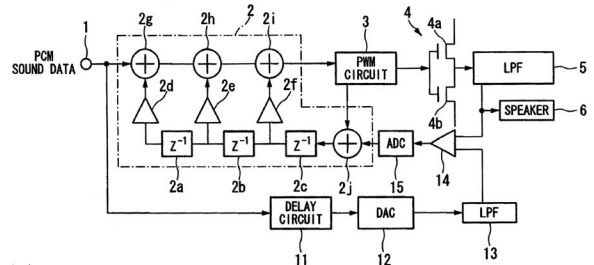 2g
2
2h
2i
3
4
4a
1
PCM
SOUND DATA
PWM
CIRCUIT
LPF
5
2d
2e
2f
4b
SPEAKER
6
Z⁻¹
Z⁻¹
Z⁻¹
ADC
14
2a
2b
2c
2j
15
DELAY
CIRCUIT
DAC
LPF
11
12
13